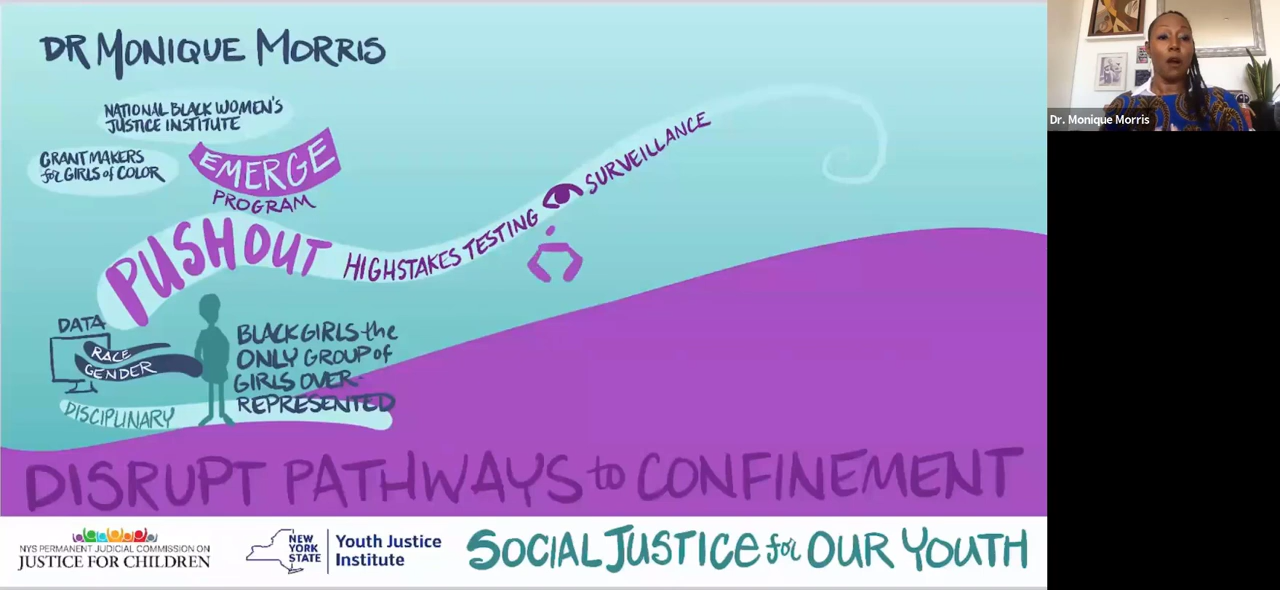 DR MONIQUE MORRIS
NATIONAL BLACK WOMEN'S
JUSTICE INSTITUTE
GRANT MAKERS
for GIRLS of COLOR
EMERGE
PROGRAM
PUSHOUT
HIGHSTAKES TESTING
SURVEILLANCE
DATA
RACE
GENDER
DISCIPLINARY
BLACK GIRLS the
ONLY GROUP of
GIRLS OVER-
REPRESENTED
DISRUPT PATHWAYS to CONFINEMENT
NYS PERMANENT JUDICIAL COMMISSION ON
JUSTICE FOR CHILDREN
NEW
YORK
STATE
Youth Justice
Institute
SOCIAL JUSTICE for OUR YOUTH
Dr. Monique Morris